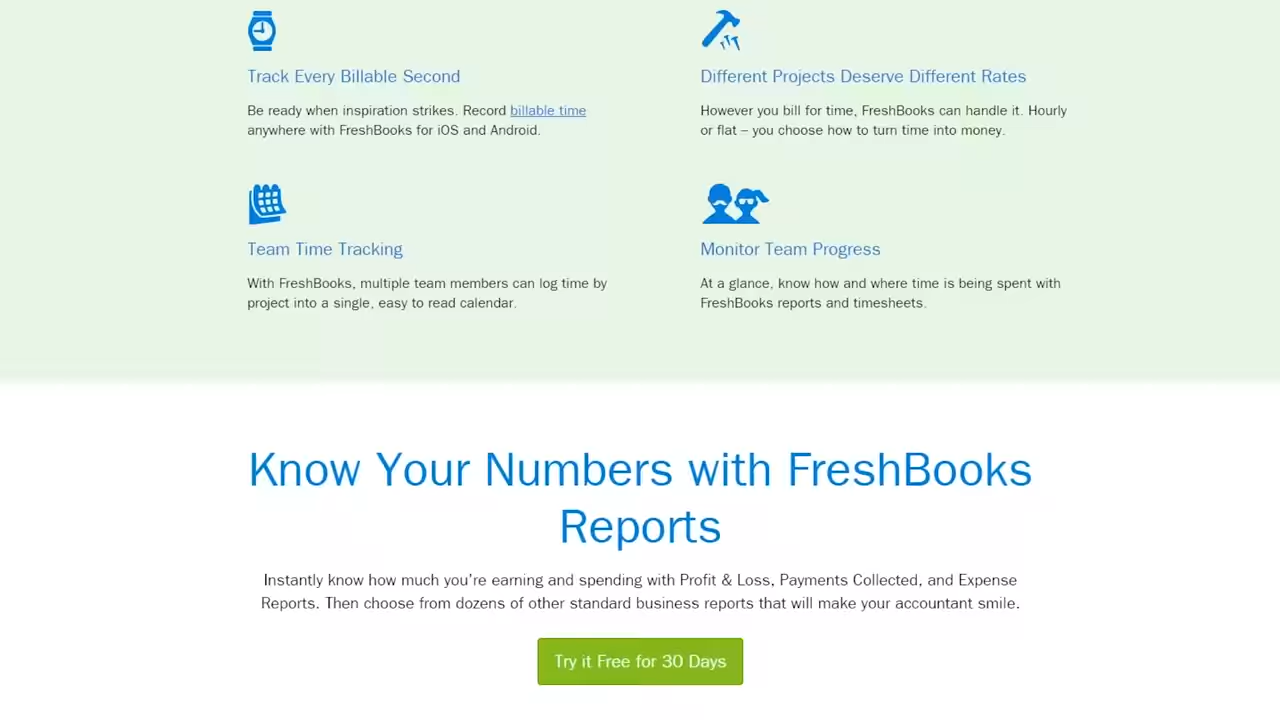 Track Every Billable Second
Be ready when inspiration strikes. Record billable time
anywhere with FreshBooks for iOS and Android.
Different Projects Deserve Different Rates
However you bill for time, FreshBooks can handle it. Hourly
or flat – you choose how to turn time into money.
Team Time Tracking
With FreshBooks, multiple team members can log time by
project into a single, easy to read calendar.
Monitor Team Progress
At a glance, know how and where time is being spent with
FreshBooks reports and timesheets.
Know Your Numbers with FreshBooks
Reports
Instantly know how much you’re earning and spending with Profit & Loss, Payments Collected, and Expense
Reports. Then choose from dozens of other standard business reports that will make your accountant smile.
Try it Free for 30 Days